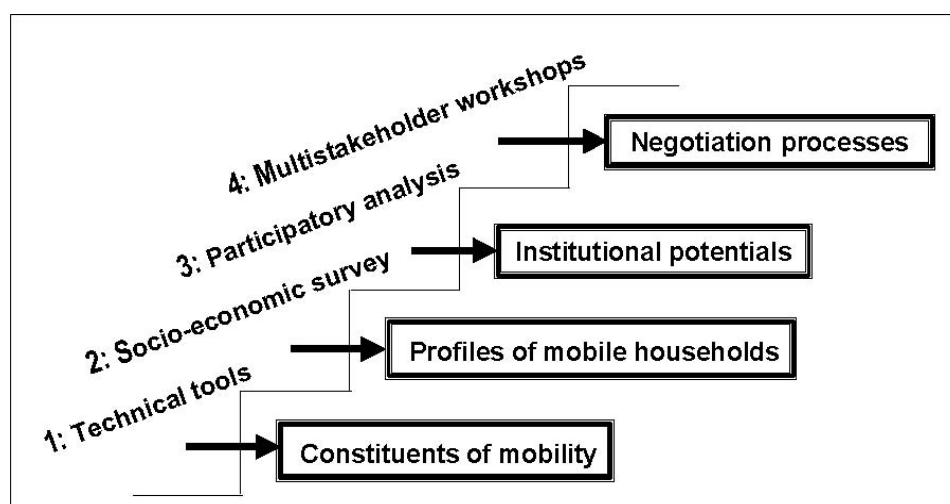 4: Multistakeholder workshops
Negotiation processes
3: Participatory analysis
Institutional potentials
2: Socio-economic survey
Profiles of mobile households
1: Technical tools
Constituents of mobility